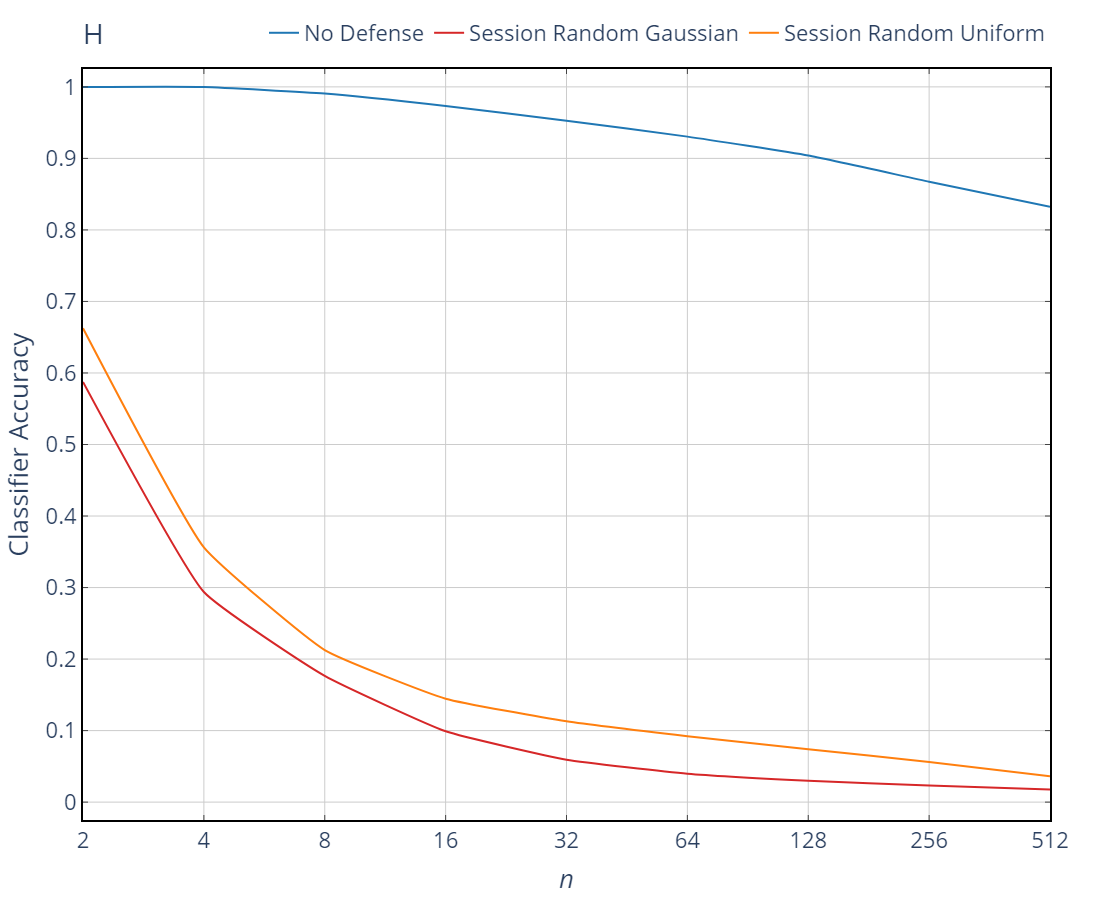 H
No Defense Session Random Gaussian Session Random Uniform
Classifier Accuracy
1
0.9
0.8
0.7
0.6
0.5
0.4
0.3
0.2
0.1
0
2 4 8 16 32 64 128 256 512
n